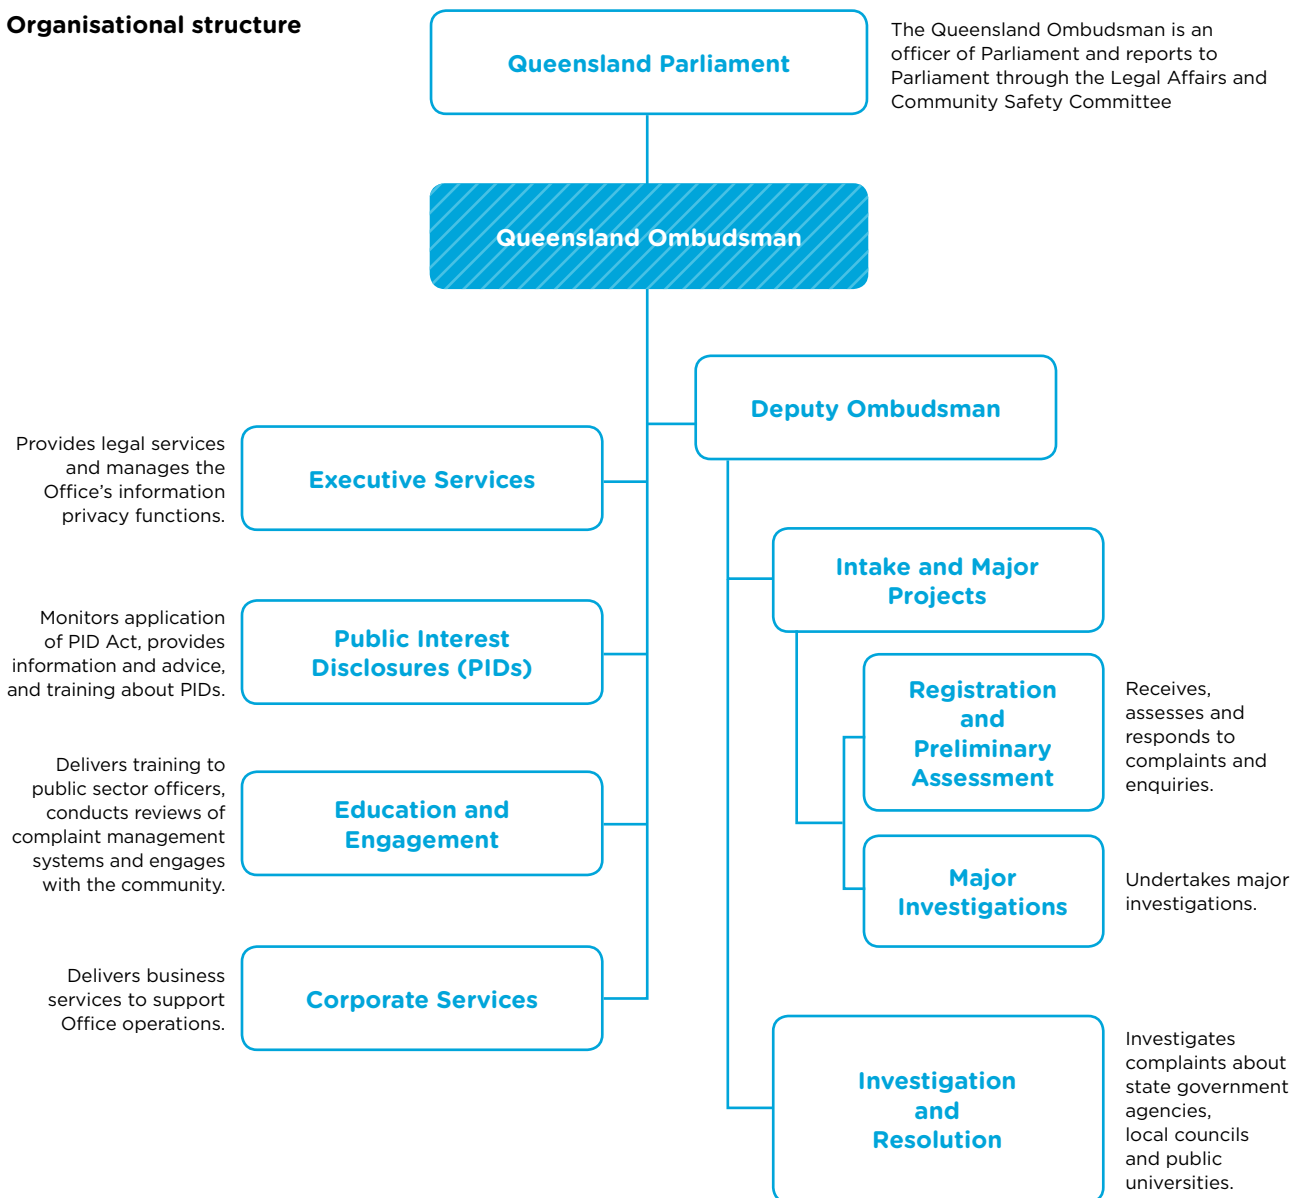 Organisational structure
Queensland Parliament
The Queensland Ombudsman is an
officer of Parliament and reports to
Parliament through the Legal Affairs and
Community Safety Committee
Queensland Ombudsman
Deputy Ombudsman
Provides legal services
and manages the
Office’s information
privacy functions.
Executive Services
Monitors application
of PID Act, provides
information and advice,
and training about PIDs.
Public Interest
Disclosures (PIDs)
Delivers training to
public sector officers,
conducts reviews of
complaint management
systems and engages
with the community.
Education and
Engagement
Delivers business
services to support
Office operations.
Corporate Services
Intake and Major
Projects
Registration
and
Preliminary
Assessment
Receives,
assesses and
responds to
complaints and
enquiries.
Major
Investigations
Undertakes major
investigations.
Investigation
and
Resolution
Investigates
complaints about
state government
agencies,
local councils
and public
universities.